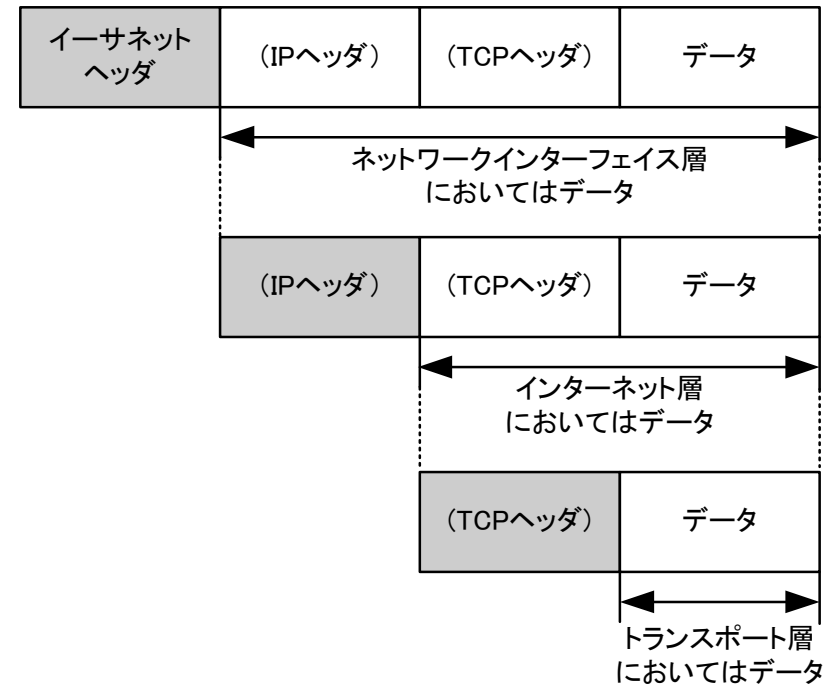 イーサネット
ヘッダ
（IPヘッダ）
（TCPヘッダ）
データ
ネットワークインターフェイス層
においてはデータ
（IPヘッダ）
（TCPヘッダ）
データ
インターネット層
においてはデータ
（TCPヘッダ）
データ
トランスポート層
においてはデータ